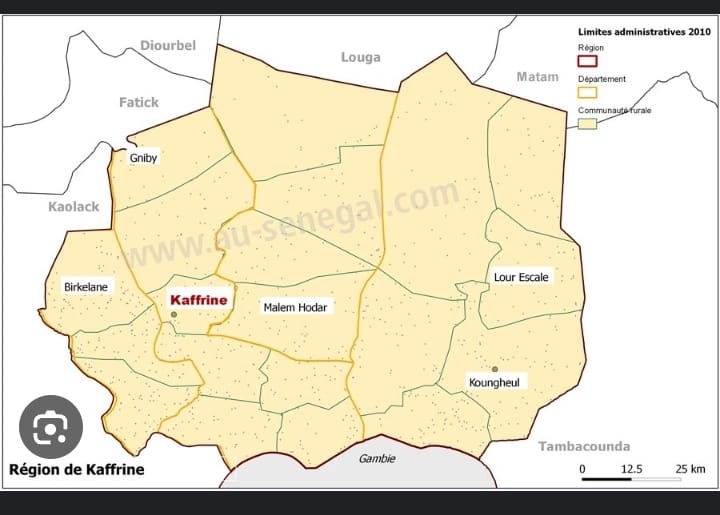 Limites administratives 2010
Région
Département
Communauté rurale
Diourbel
Louga
Matam
Fatick
Gniby
Kaolack
www.au-senegal.com
Birkelane
Kaffrine
Malem Hodar
Lour Escale
Koungheul
Tambacounda
Gambie
Région de Kaffrine
0 12.5 25 km